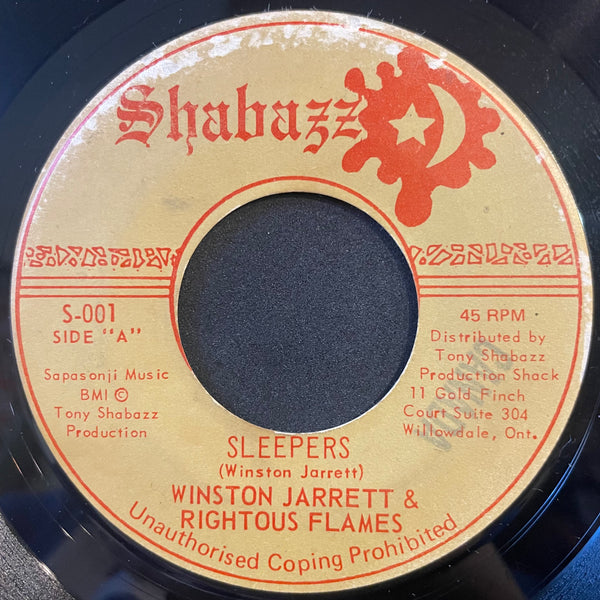 Shabazz
S-001
SIDE "A"
Sapasonji Music
BMI ©
Tony Shabazz
Production
45 RPM
Distributed by
Tony Shabazz
Production Shack
11 Gold Finch
Court Suite 304
Willowdale, Ont.
SLEEPERS
(Winston Jarrett)
WINSTON JARRETT &
RIGHTOUS FLAMES
Unauthorised Coping Prohibited